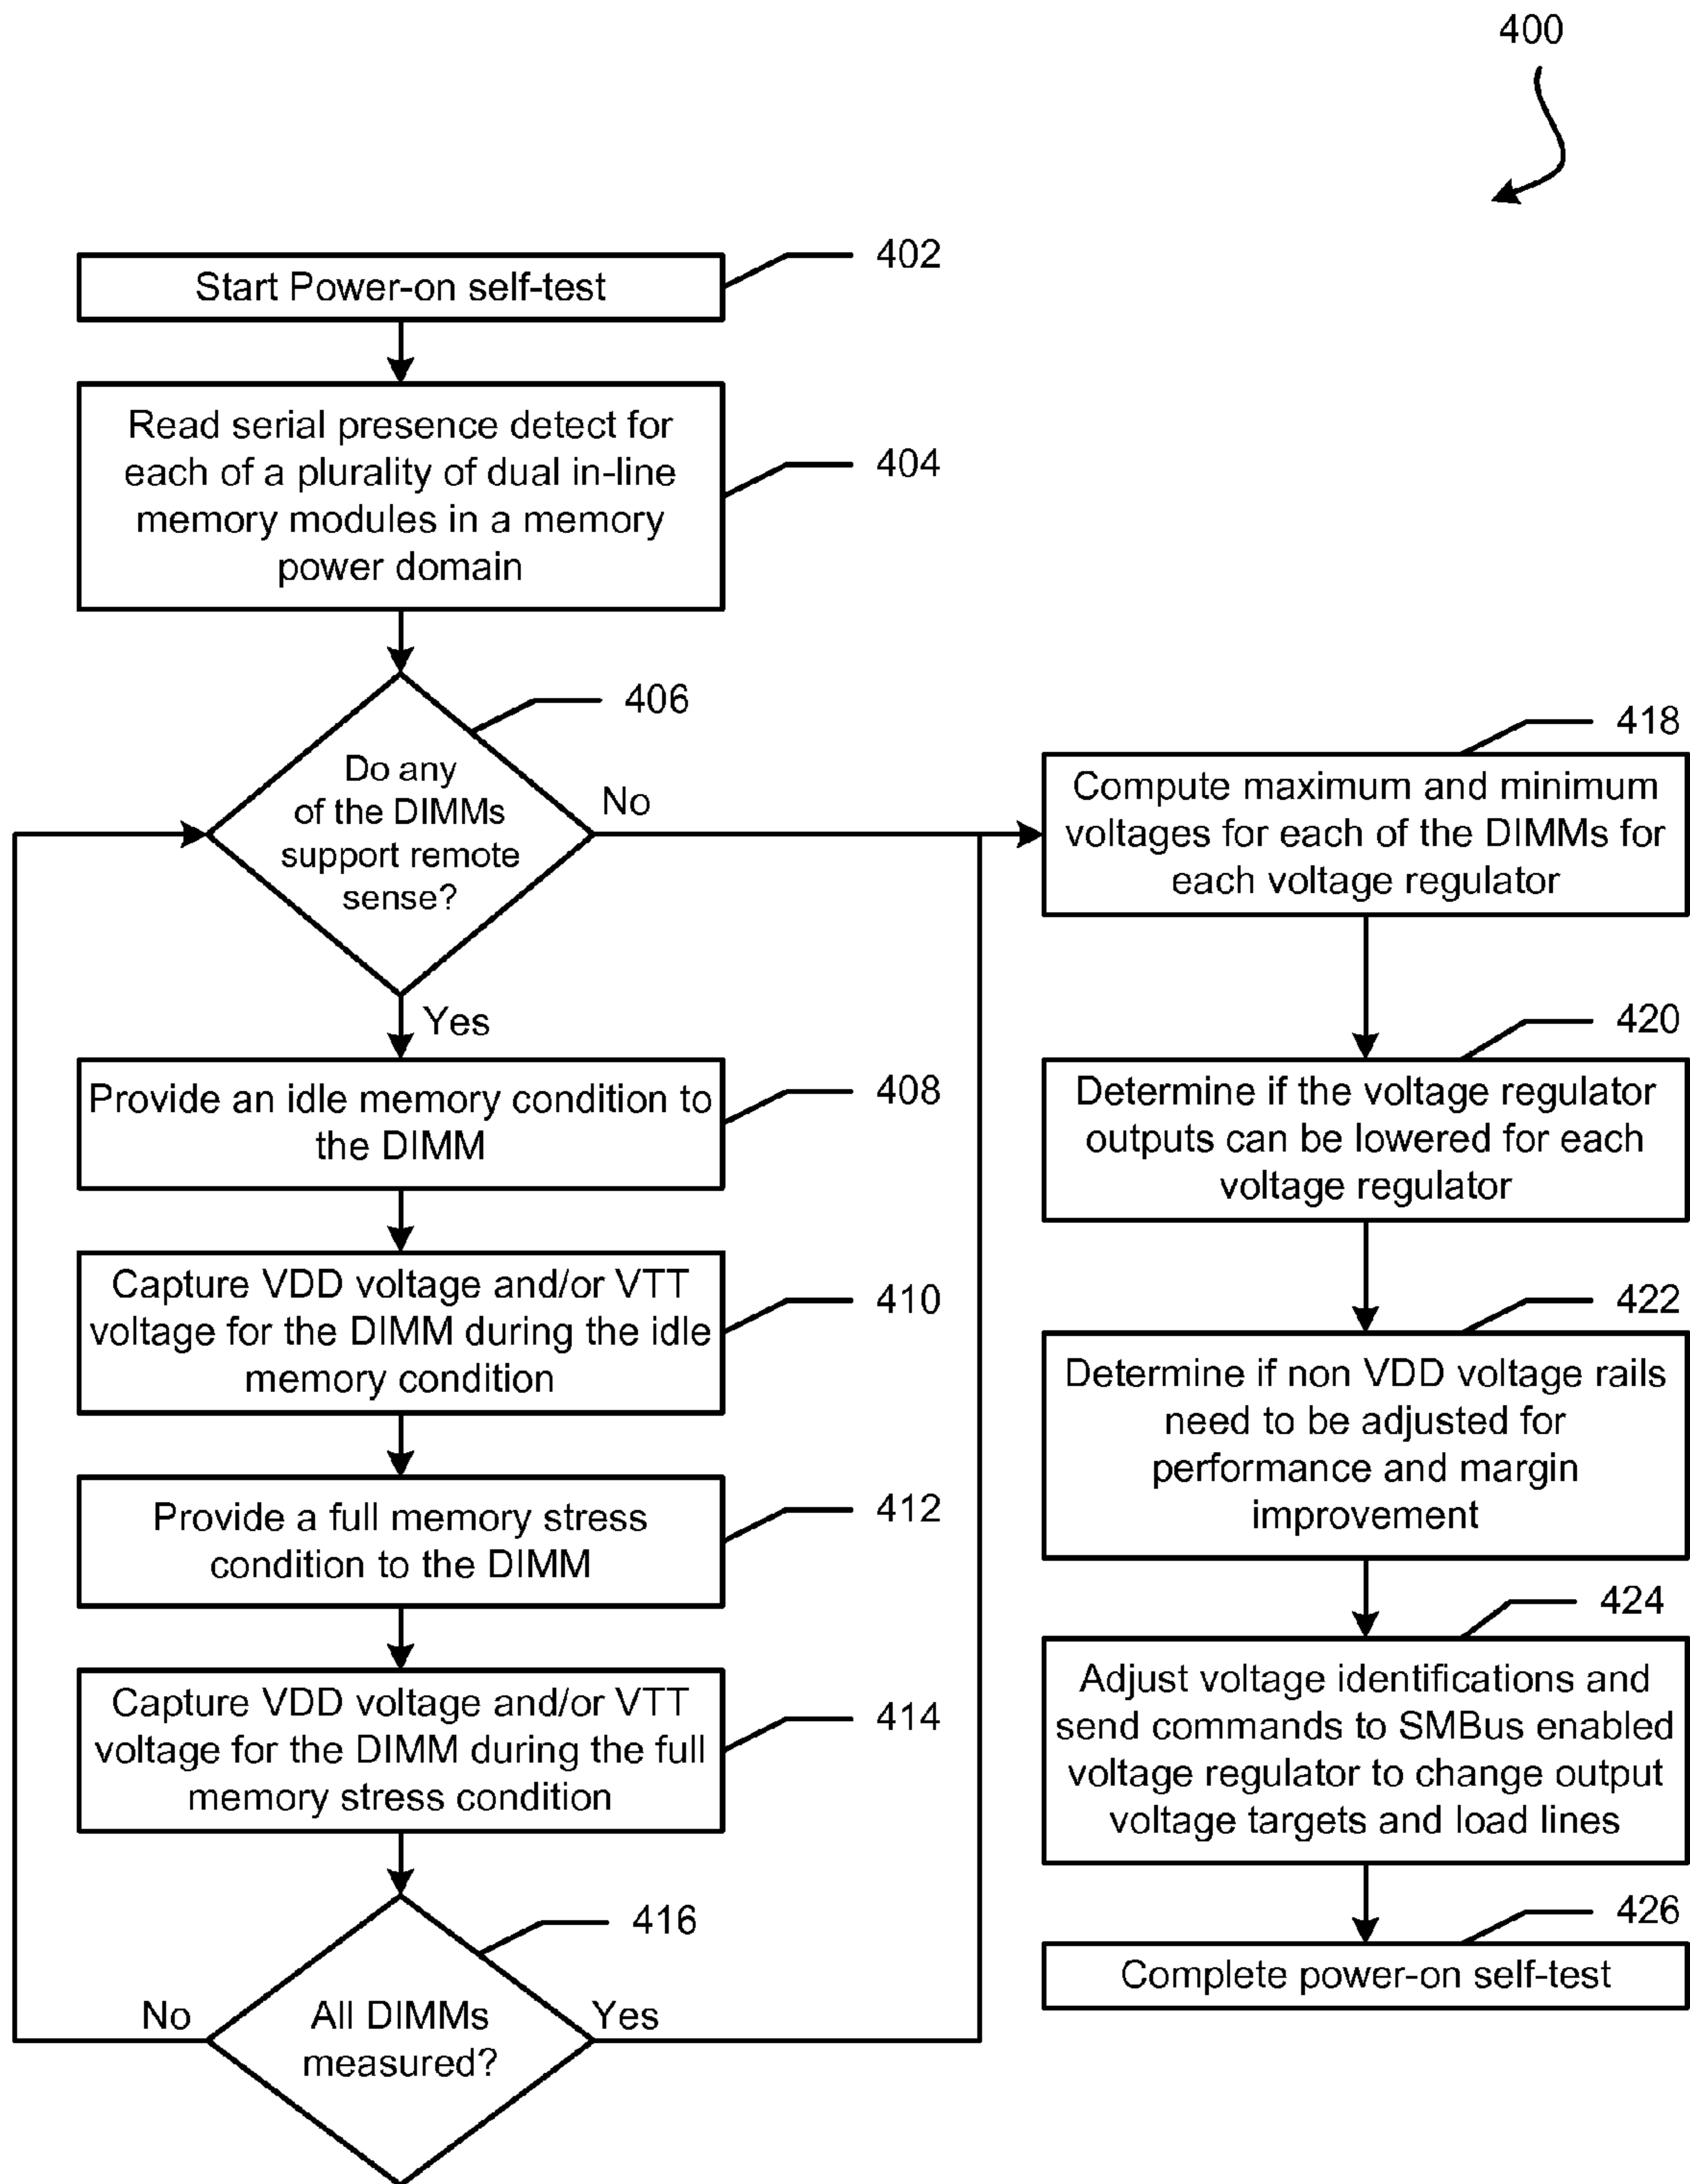 400
402
Start Power-on self-test
404
Read serial presence detect for
each of a plurality of dual in-line
memory modules in a memory
power domain
406
Do any
of the DIMMs
support remote
sense?
No
Yes
408
Provide an idle memory condition to
the DIMM
410
Capture VDD voltage and/or VTT
voltage for the DIMM during the idle
memory condition
412
Provide a full memory stress
condition to the DIMM
414
Capture VDD voltage and/or VTT
voltage for the DIMM during the full
memory stress condition
416
All DIMMs
measured?
No
Yes
418
Compute maximum and minimum
voltages for each of the DIMMs for
each voltage regulator
420
Determine if the voltage regulator
outputs can be lowered for each
voltage regulator
422
Determine if non VDD voltage rails
need to be adjusted for
performance and margin
improvement
424
Adjust voltage identifications and
send commands to SMBus enabled
voltage regulator to change output
voltage targets and load lines
426
Complete power-on self-test